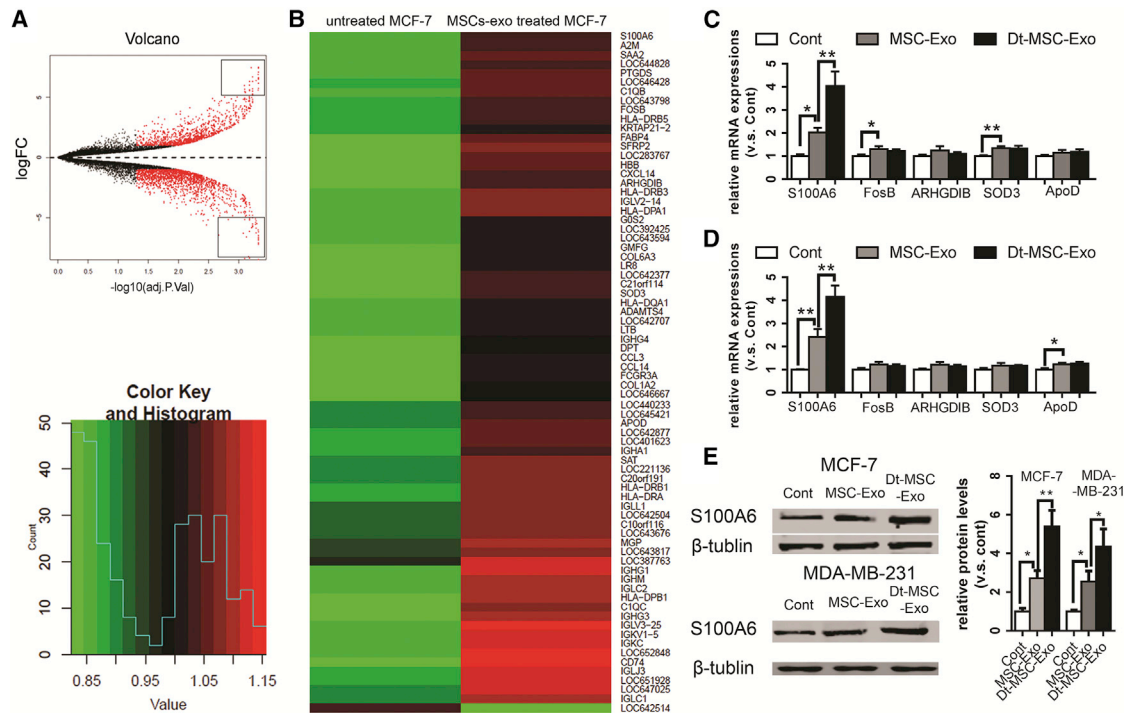 A
Volcano
logFC
5
0
-5
0.0 0.5 1.0 1.5 2.0 2.5 3.0
-log10(adj.P.Val)
Color Key
and Histogram
Count
50
40
30
20
10
0
0.85 0.95 1.05 1.15
Value
B
untreated MCF-7 MSCs-exo treated MCF-7
S100A6
A2M
SAA2
LOC644828
PTGDS
LOC646428
C1QB
LOC643798
FOSB
HLA-DRB5
KRTAP21-2
FABP4
SFRP2
LOC283767
HBB
CXCL14
ARHGDIB
HLA-DRB3
IGLV2-14
HLA-DPA1
G0S2
LOC392425
LOC643594
GMFG
COL6A3
LR8
LOC642377
C21orf114
SOD3
HLA-DQA1
ADAMTS4
LOC642707
LTB
IGHG4
DPT
CCL3
CCL14
FCGR3A
COL1A2
LOC646667
LOC440233
LOC645421
APOD
LOC642877
LOC401623
IGHA1
SAT
LOC221136
C20orf191
HLA-DRB1
HLA-DRA
IGLL1
LOC642504
C10orf116
LOC643676
MGP
LOC643817
LOC387763
IGHG1
IGHM
IGLC2
HLA-DPB1
C1QC
IGHG3
IGLV3-25
IGKV1-5
IGKC
LOC652848
CD74
IGLJ3
LOC651928
LOC647025
IGLC1
LOC642514
C
Cont MSC-Exo Dt-MSC-Exo
relative mRNA expressions
(v.s. Cont)
5
4
3
2
1
0
* ** * **
S100A6 FosB ARHGDIB SOD3 ApoD
D
Cont MSC-Exo Dt-MSC-Exo
relative mRNA expressions
(v.s. Cont)
5
4
3
2
1
0
** ** *
S100A6 FosB ARHGDIB SOD3 ApoD
E
MCF-7
Cont MSC-Exo Dt-MSC
-Exo
S100A6
β-tublin
MDA-MB-231
Cont MSC-Exo Dt-MSC
-Exo
S100A6
β-tublin
relative protein levels
(v.s. cont)
8
6
4
2
0
MCF-7 MDA-
-MB-231
* ** * *
Cont
MSC-Exo
Dt-MSC-Exo
Cont
MSC-Exo
Dt-MSC-Exo